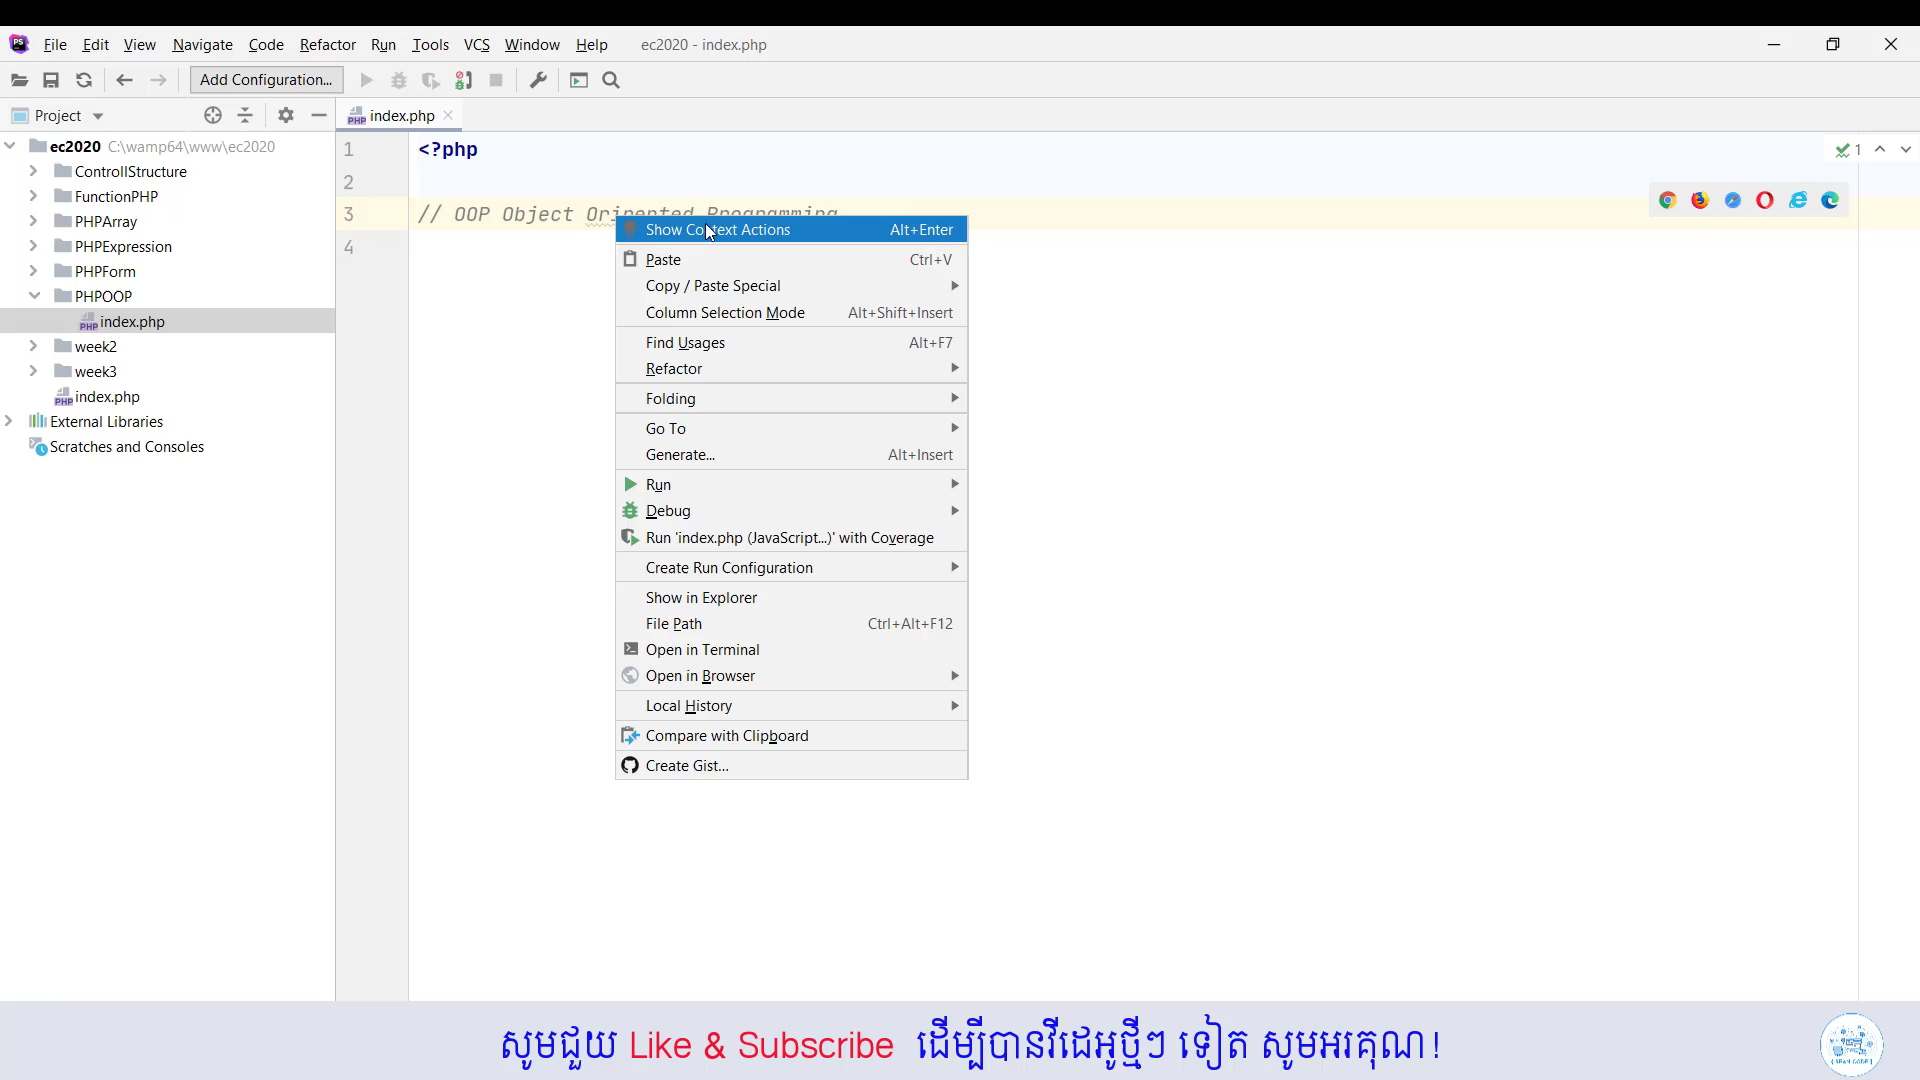 File Edit View Navigate Code Refactor Run Tools VCS Window Help ec2020 - index.php
Add Configuration...
Project
index.php
ec2020 C:\wamp64\www\ec2020
ControllStructure
FunctionPHP
PHPArray
PHPExpression
PHPForm
PHPOOP
index.php
week2
week3
index.php
External Libraries
Scratches and Consoles
1 <?php
2
3 // OOP Object Orinented Programming
4
1
Show Context Actions Alt+Enter
Paste Ctrl+V
Copy / Paste Special
Column Selection Mode Alt+Shift+Insert
Find Usages Alt+F7
Refactor
Folding
Go To
Generate... Alt+Insert
Run
Debug
Run 'index.php (JavaScript...)' with Coverage
Create Run Configuration
Show in Explorer
File Path Ctrl+Alt+F12
Open in Terminal
Open in Browser
Local History
Compare with Clipboard
Create Gist...
សូមជួយ Like & Subscribe ដើម្បីបានវីដេអូថ្មីៗ ទៀត សូមអរគុណ!